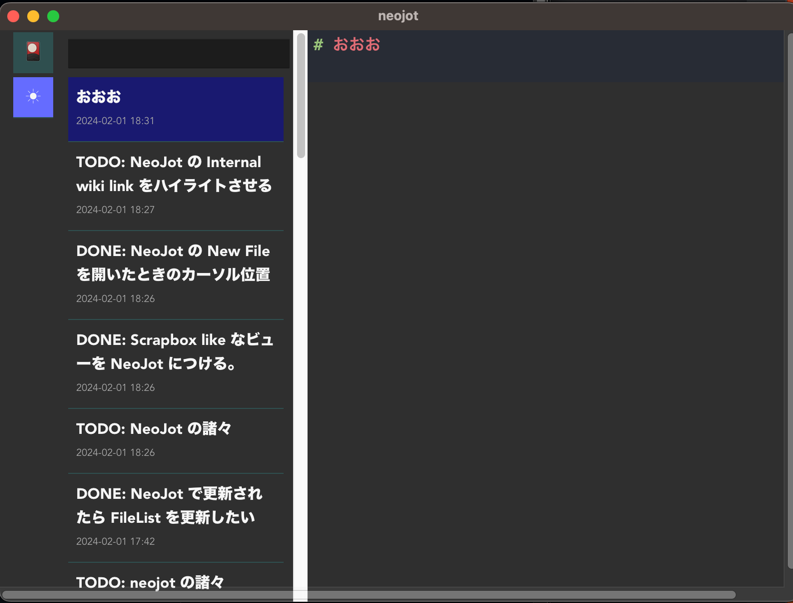 neojot
おおお
2024-02-01 18:31
TODO: NeoJot の Internal
wiki link をハイライトさせる
2024-02-01 18:27
DONE: NeoJot の New File
を開いたときのカーソル位置
2024-02-01 18:26
DONE: Scrapbox like なビュ
ーを NeoJot につける。
2024-02-01 18:26
TODO: NeoJot の諸々
2024-02-01 18:26
DONE: NeoJot で更新され
たら FileList を更新したい
2024-02-01 17:42
TODO: neojot の諸々
# おおお